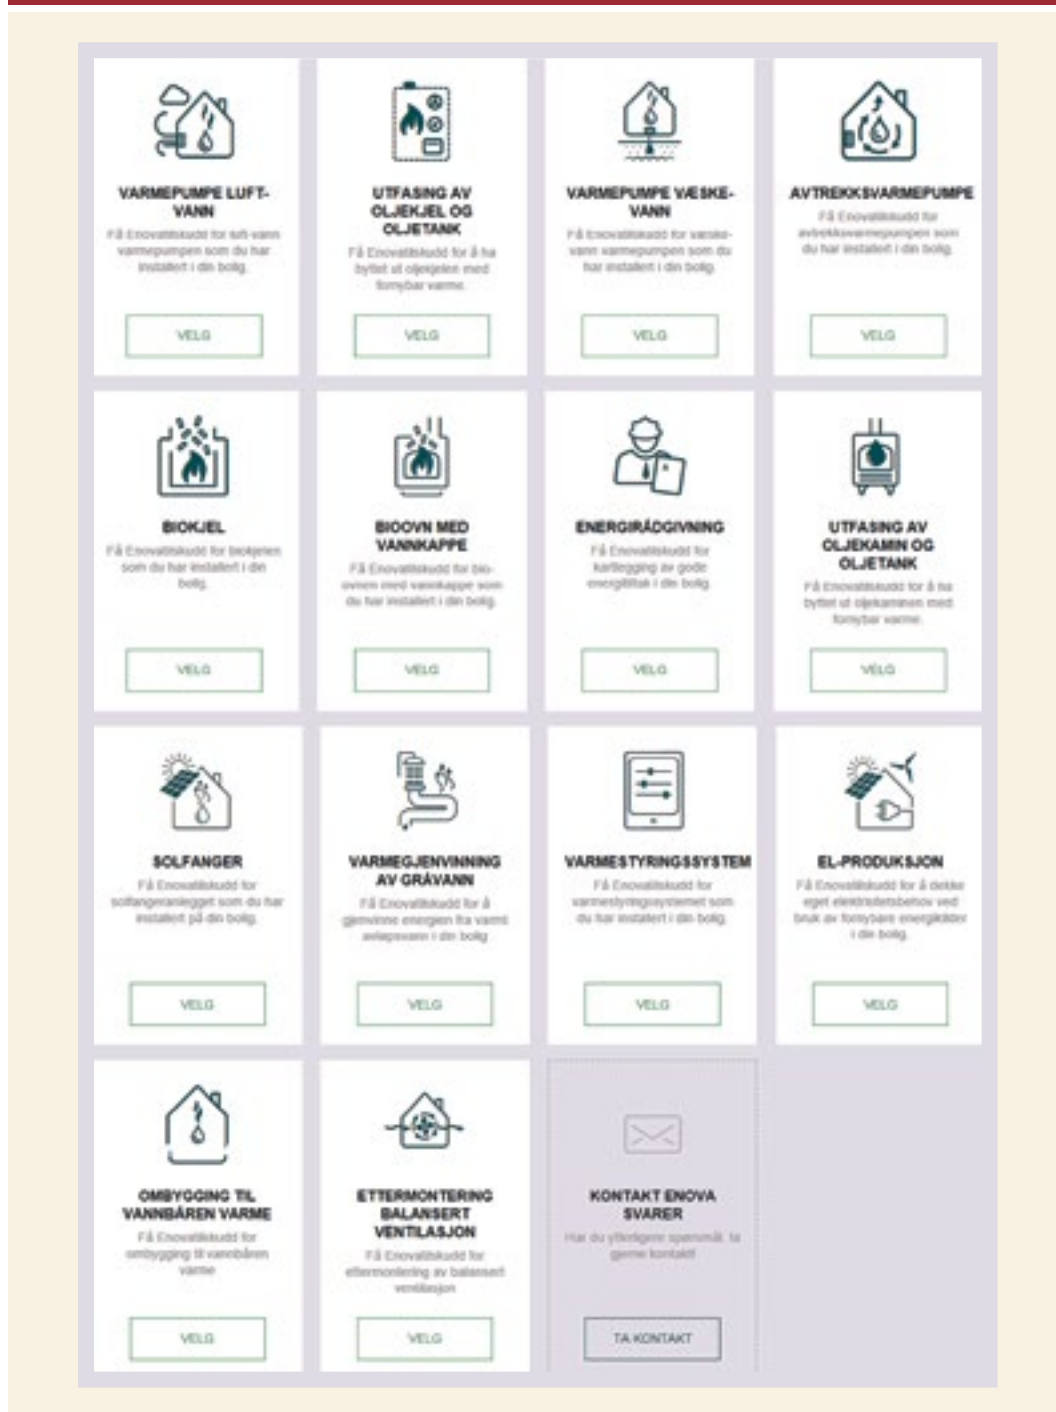 VARMEPUMPE LUFT-
VANN
Få Enovatilskudd for luft-vann
varmepumpen som du har
installert i din bolig.
VELG
UTFASING AV
OLJEKJEL OG
OLJETANK
Få Enovatilskudd for å ha
byttet ut oljekjelen med
fornybar varme.
VELG
VARMEPUMPE VÆSKE-
VANN
Få Enovatilskudd for væske-
vann varmepumpen som du
har installert i din bolig.
VELG
AVTREKKSVARMEPUMPE
Få Enovatilskudd for
avtrekksvarmepumpen som
du har installert i din bolig.
VELG
BIOKJEL
Få Enovatilskudd for biokjelen
som du har installert i din
bolig.
VELG
BIOOVN MED
VANNKAPPE
Få Enovatilskudd for bio-
ovnen med vannkappe som
du har installert i din bolig.
VELG
ENERGIRÅDGIVNING
Få Enovatilskudd for
kartlegging av gode
energitiltak i din bolig.
VELG
UTFASING AV
OLJEKAMIN OG
OLJETANK
Få Enovatilskudd for å ha
byttet ut oljekaminen med
fornybar varme.
VELG
SOLFANGER
Få Enovatilskudd for
solfangeranlegget som du har
installert på din bolig.
VELG
VARMEGJENVINNING
AV GRÅVANN
Få Enovatilskudd for å
gjenvinne energien fra varmt
avløpsvann i din bolig
VELG
VARMESTYRINGSSYSTEM
Få Enovatilskudd for
varmestyringssystemet som
du har installert i din bolig.
VELG
EL-PRODUKSJON
Få Enovatilskudd for å dekke
eget elektrisitetsbehov ved
bruk av fornybare energikilder
i din bolig.
VELG
OMBYGGING TIL
VANNBÅREN VARME
Få Enovatilskudd for
ombygging til vannbåren
varme
VELG
ETTERMONTERING
BALANSERT
VENTILASJON
Få Enovatilskudd for
ettermontering av balansert
ventilasjon
VELG
KONTAKT ENOVA
SVARER
Har du ytterligere spørsmål, ta
gjerne kontakt!
TA KONTAKT